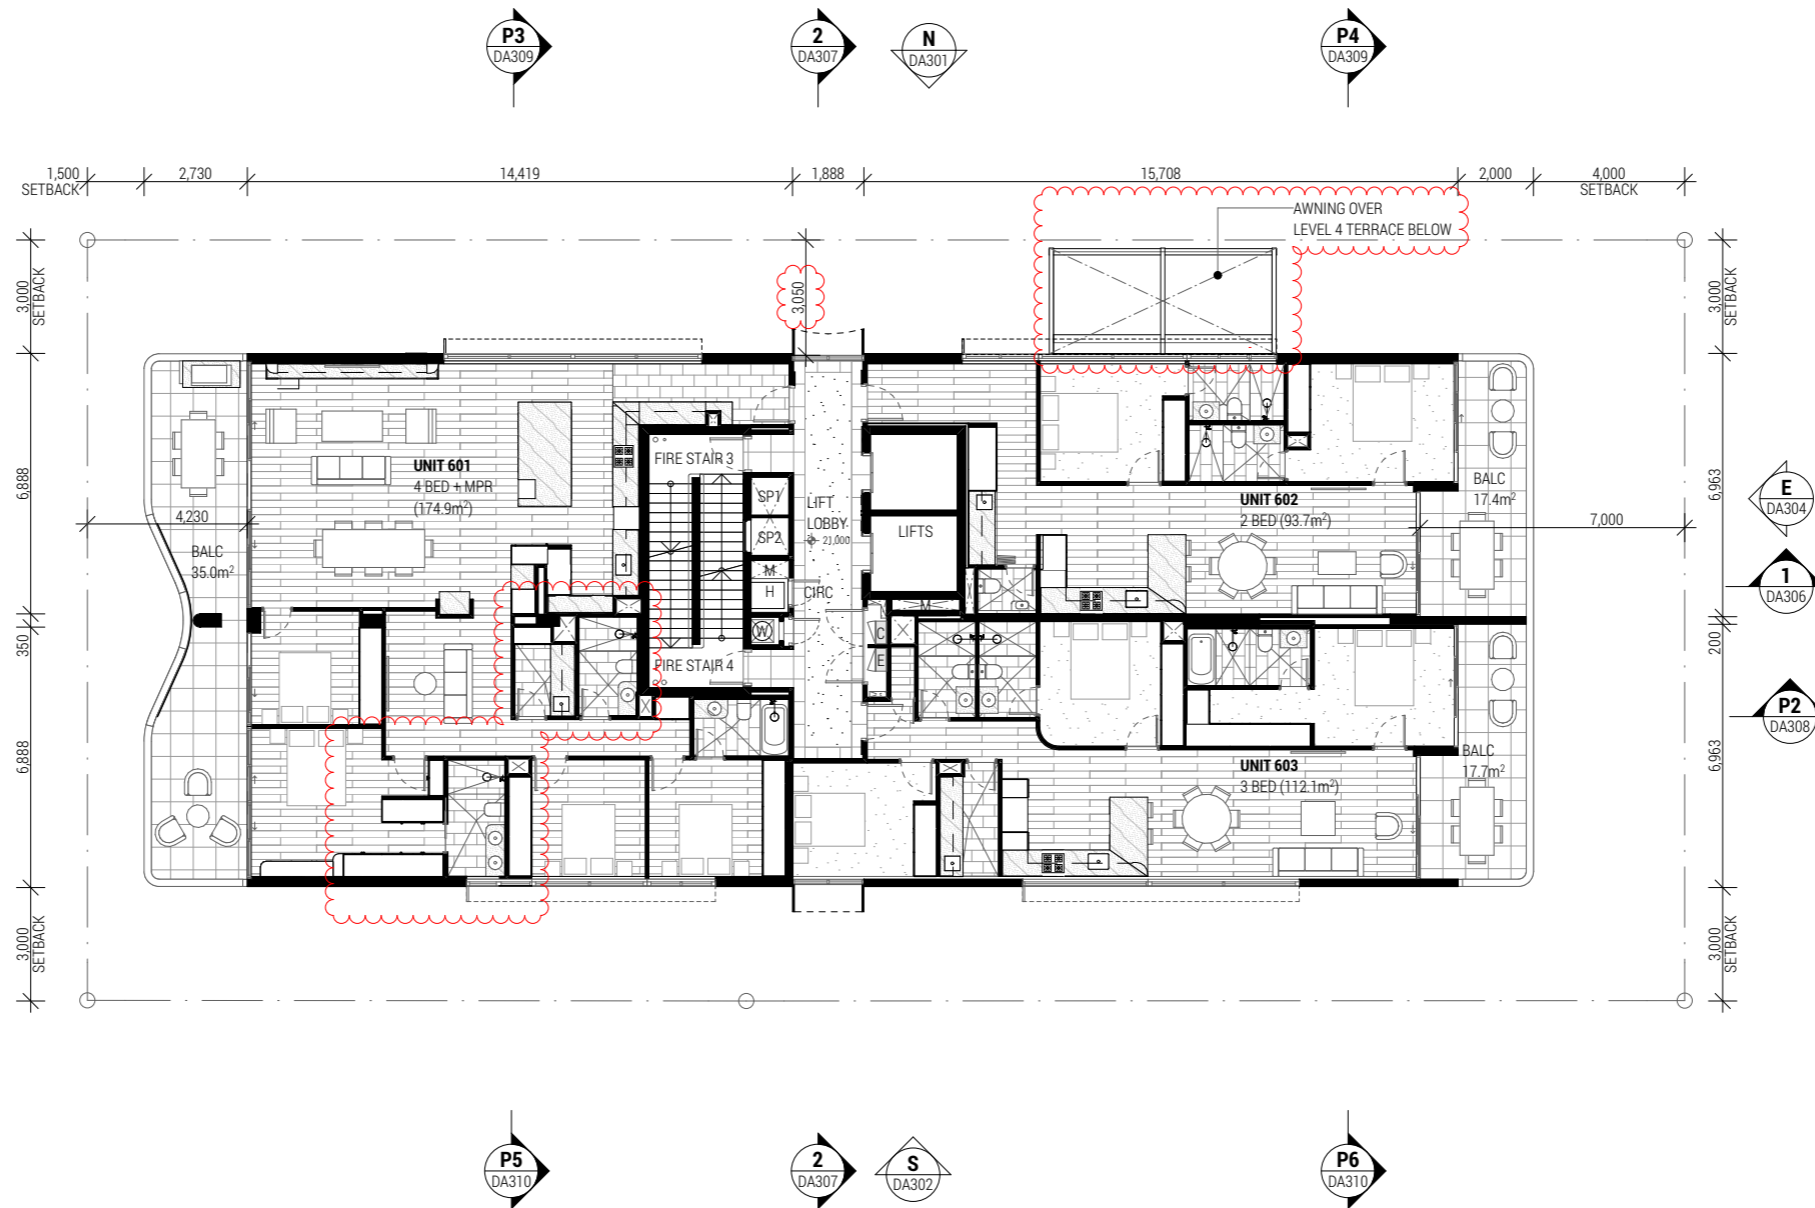 P3
DA309
2
DA307
N
DA301
P4
DA309
1,500
SETBACK
2,730
14,419
1,888
15,708
2,000
4,000
SETBACK
AWNING OVER
LEVEL 4 TERRACE BELOW
3,000
SETBACK
3,050
3,000
SETBACK
UNIT 601
4 BED + MPR
(174.9m²)
FIRE STAIR 3
SP1
SP2
LIFT
LOBBY
21,000
LIFTS
UNIT 602
2 BED (93.7m²)
BALC
17.4m²
6,888
4,230
BALC
35.0m²
6,963
7,000
E
DA304
M
H
CIRC
M
1
DA306
350
W
C
E
FIRE STAIR 4
200
P2
DA308
6,888
UNIT 603
3 BED (112.1m²)
BALC
17.7m²
6,963
3,000
SETBACK
3,000
SETBACK
P5
DA310
2
DA307
S
DA302
P6
DA310